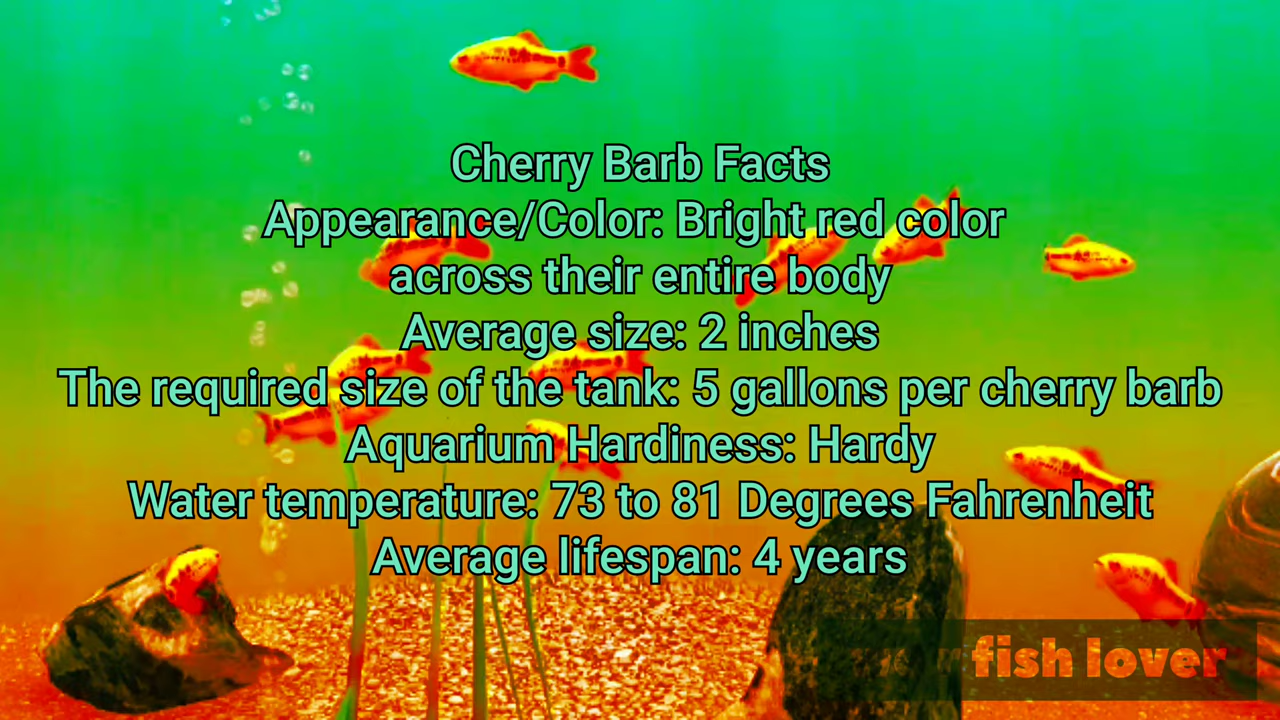 Cherry Barb Facts
Appearance/Color: Bright red color
across their entire body
Average size: 2 inches
The required size of the tank: 5 gallons per cherry barb
Aquarium Hardiness: Hardy
Water temperature: 73 to 81 Degrees Fahrenheit
Average lifespan: 4 years
fish lover